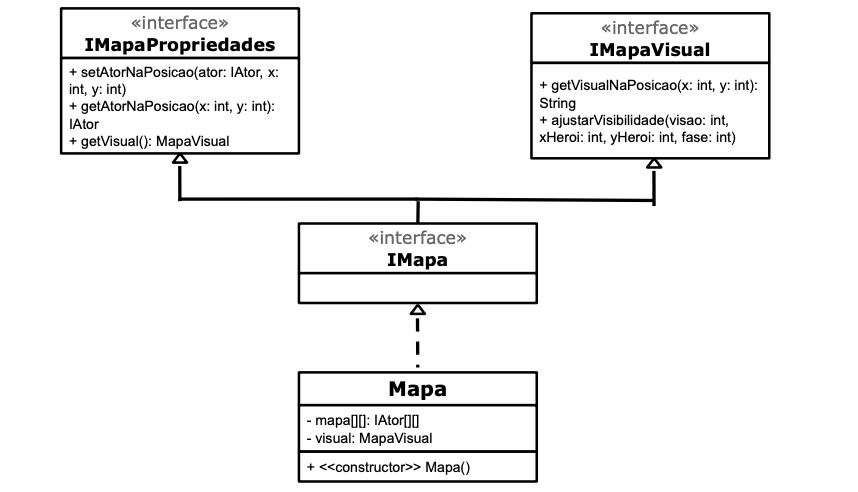 «interface»
IMapaPropriedades
+ setAtorNaPosicao(ator: IAtor, x:
int, y: int)
+ getAtorNaPosicao(x: int, y: int):
IAtor
+ getVisual(): MapaVisual
«interface»
IMapaVisual
+ getVisualNaPosicao(x: int, y: int):
String
+ ajustarVisibilidade(visao: int,
xHeroi: int, yHeroi: int, fase: int)
«interface»
IMapa
Mapa
- mapa[][]: IAtor[][]
- visual: MapaVisual
+ <<constructor>> Mapa()